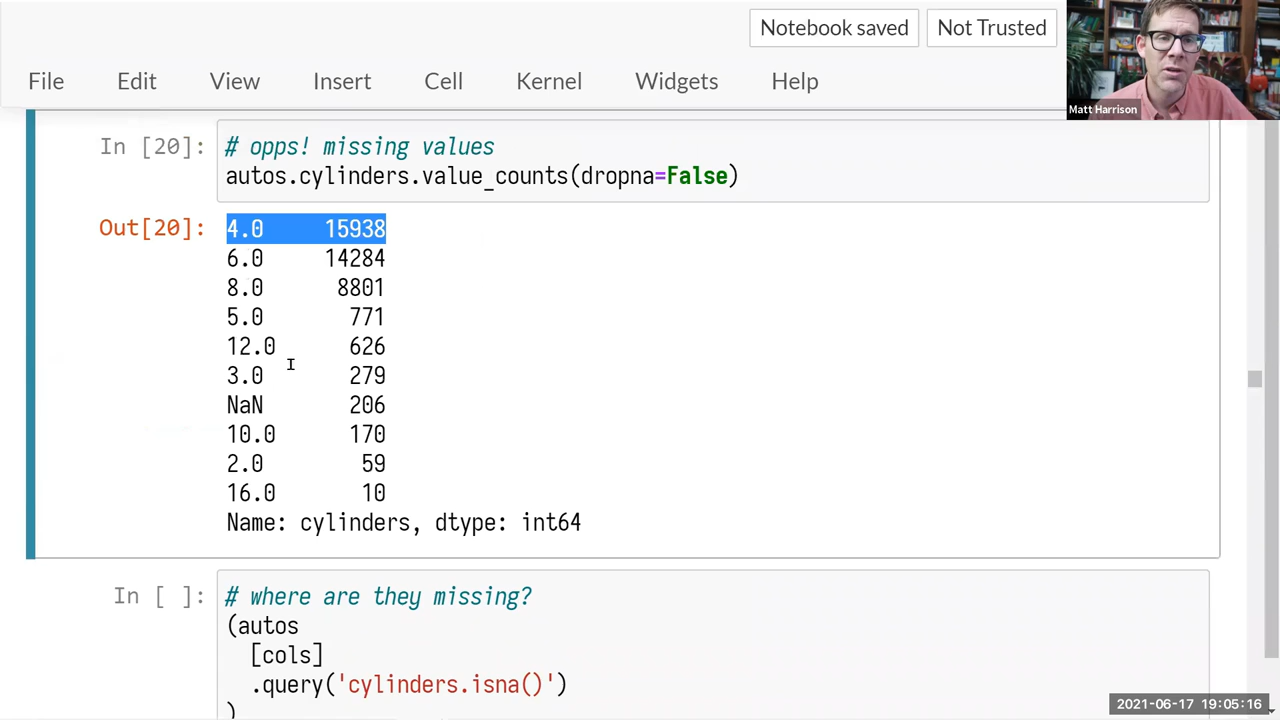 Notebook saved
Not Trusted
File Edit View Insert Cell Kernel Widgets Help
Matt Harrison
In [20]: # opps! missing values
autos.cylinders.value_counts(dropna=False)
Out[20]: 4.0 15938
6.0 14284
8.0 8801
5.0 771
12.0 626
3.0 279
NaN 206
10.0 170
2.0 59
16.0 10
Name: cylinders, dtype: int64
In [ ]: # where are they missing?
(autos
[cols]
.query('cylinders.isna()')
)
2021-06-17 19:05:16